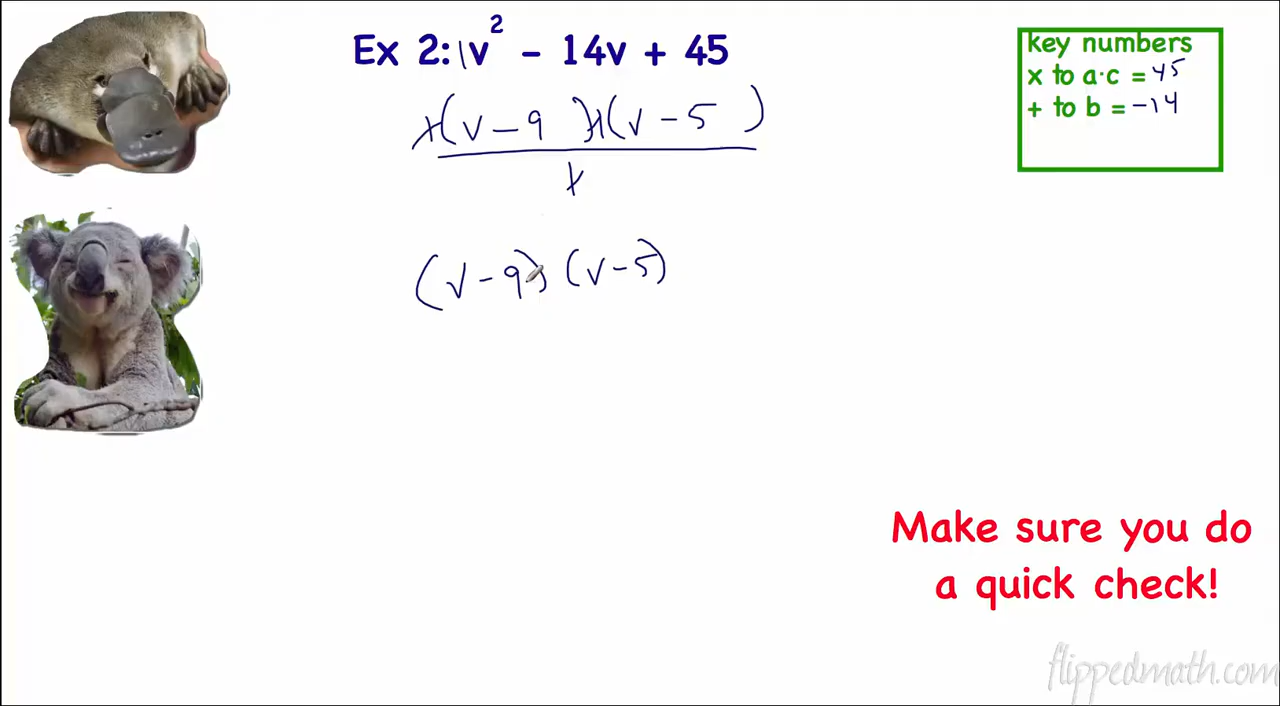 Ex 2: 1v² - 14v + 45
key numbers
x to a·c = 45
+ to b = -14
1(v - 9) 1(v - 5)
1
(v - 9) (v - 5)
Make sure you do
a quick check!
flippedmath.com